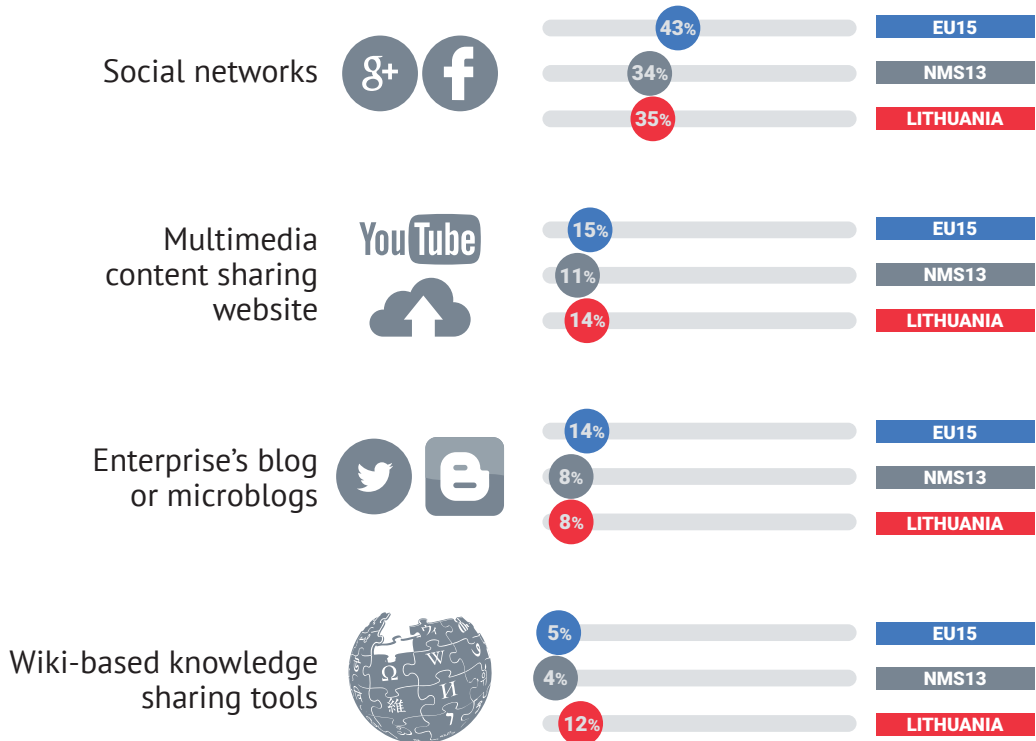 Social networks
g+
f
43%
EU15
34%
NMS13
35%
LITHUANIA
Multimedia
content sharing
website
YouTube
15%
EU15
11%
NMS13
14%
LITHUANIA
Enterprise’s blog
or microblogs
14%
EU15
8%
NMS13
8%
LITHUANIA
Wiki-based knowledge
sharing tools
Ω
W
И
維
5%
EU15
4%
NMS13
12%
LITHUANIA